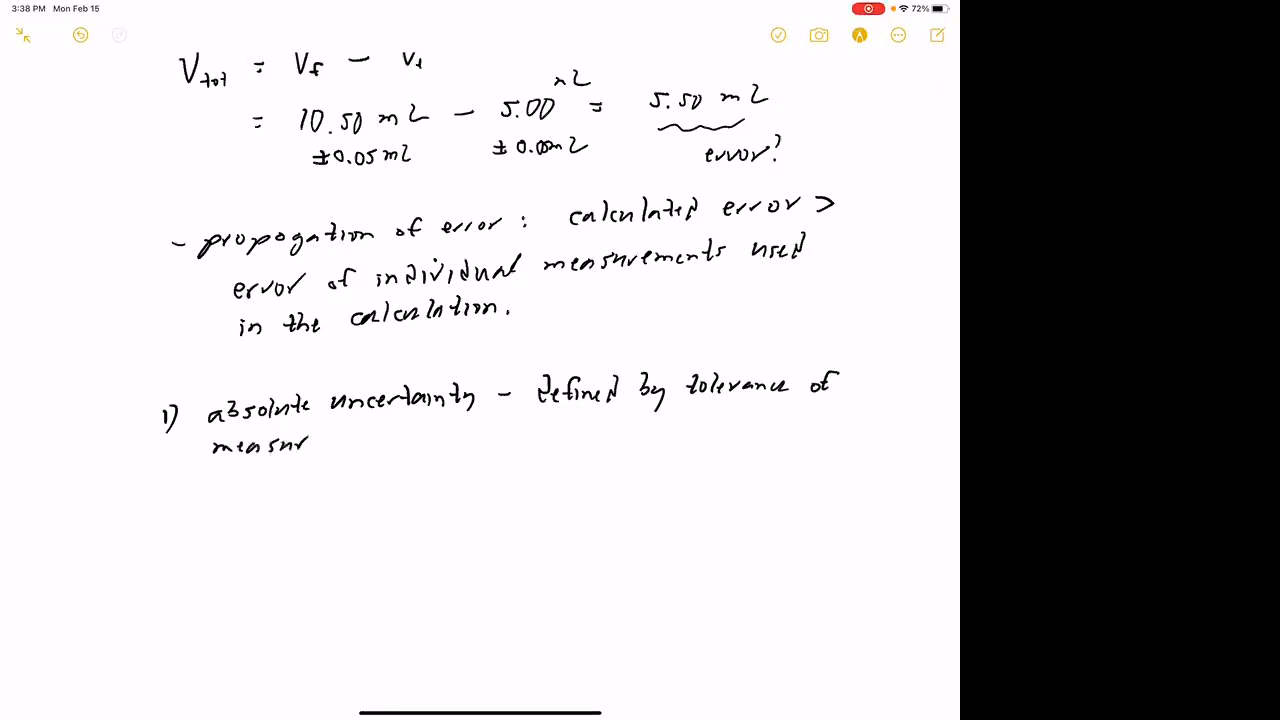 3:38 PM Mon Feb 15 72%
V tot = Vf -
= 10.50 mL - 5.00 mL = 5.50 mL
±0.05 mL error?
- propogation of error : calculated error >
error of individual measurements used
in the calculation.
1) absolute uncertainty - defined by tolerance of
measur